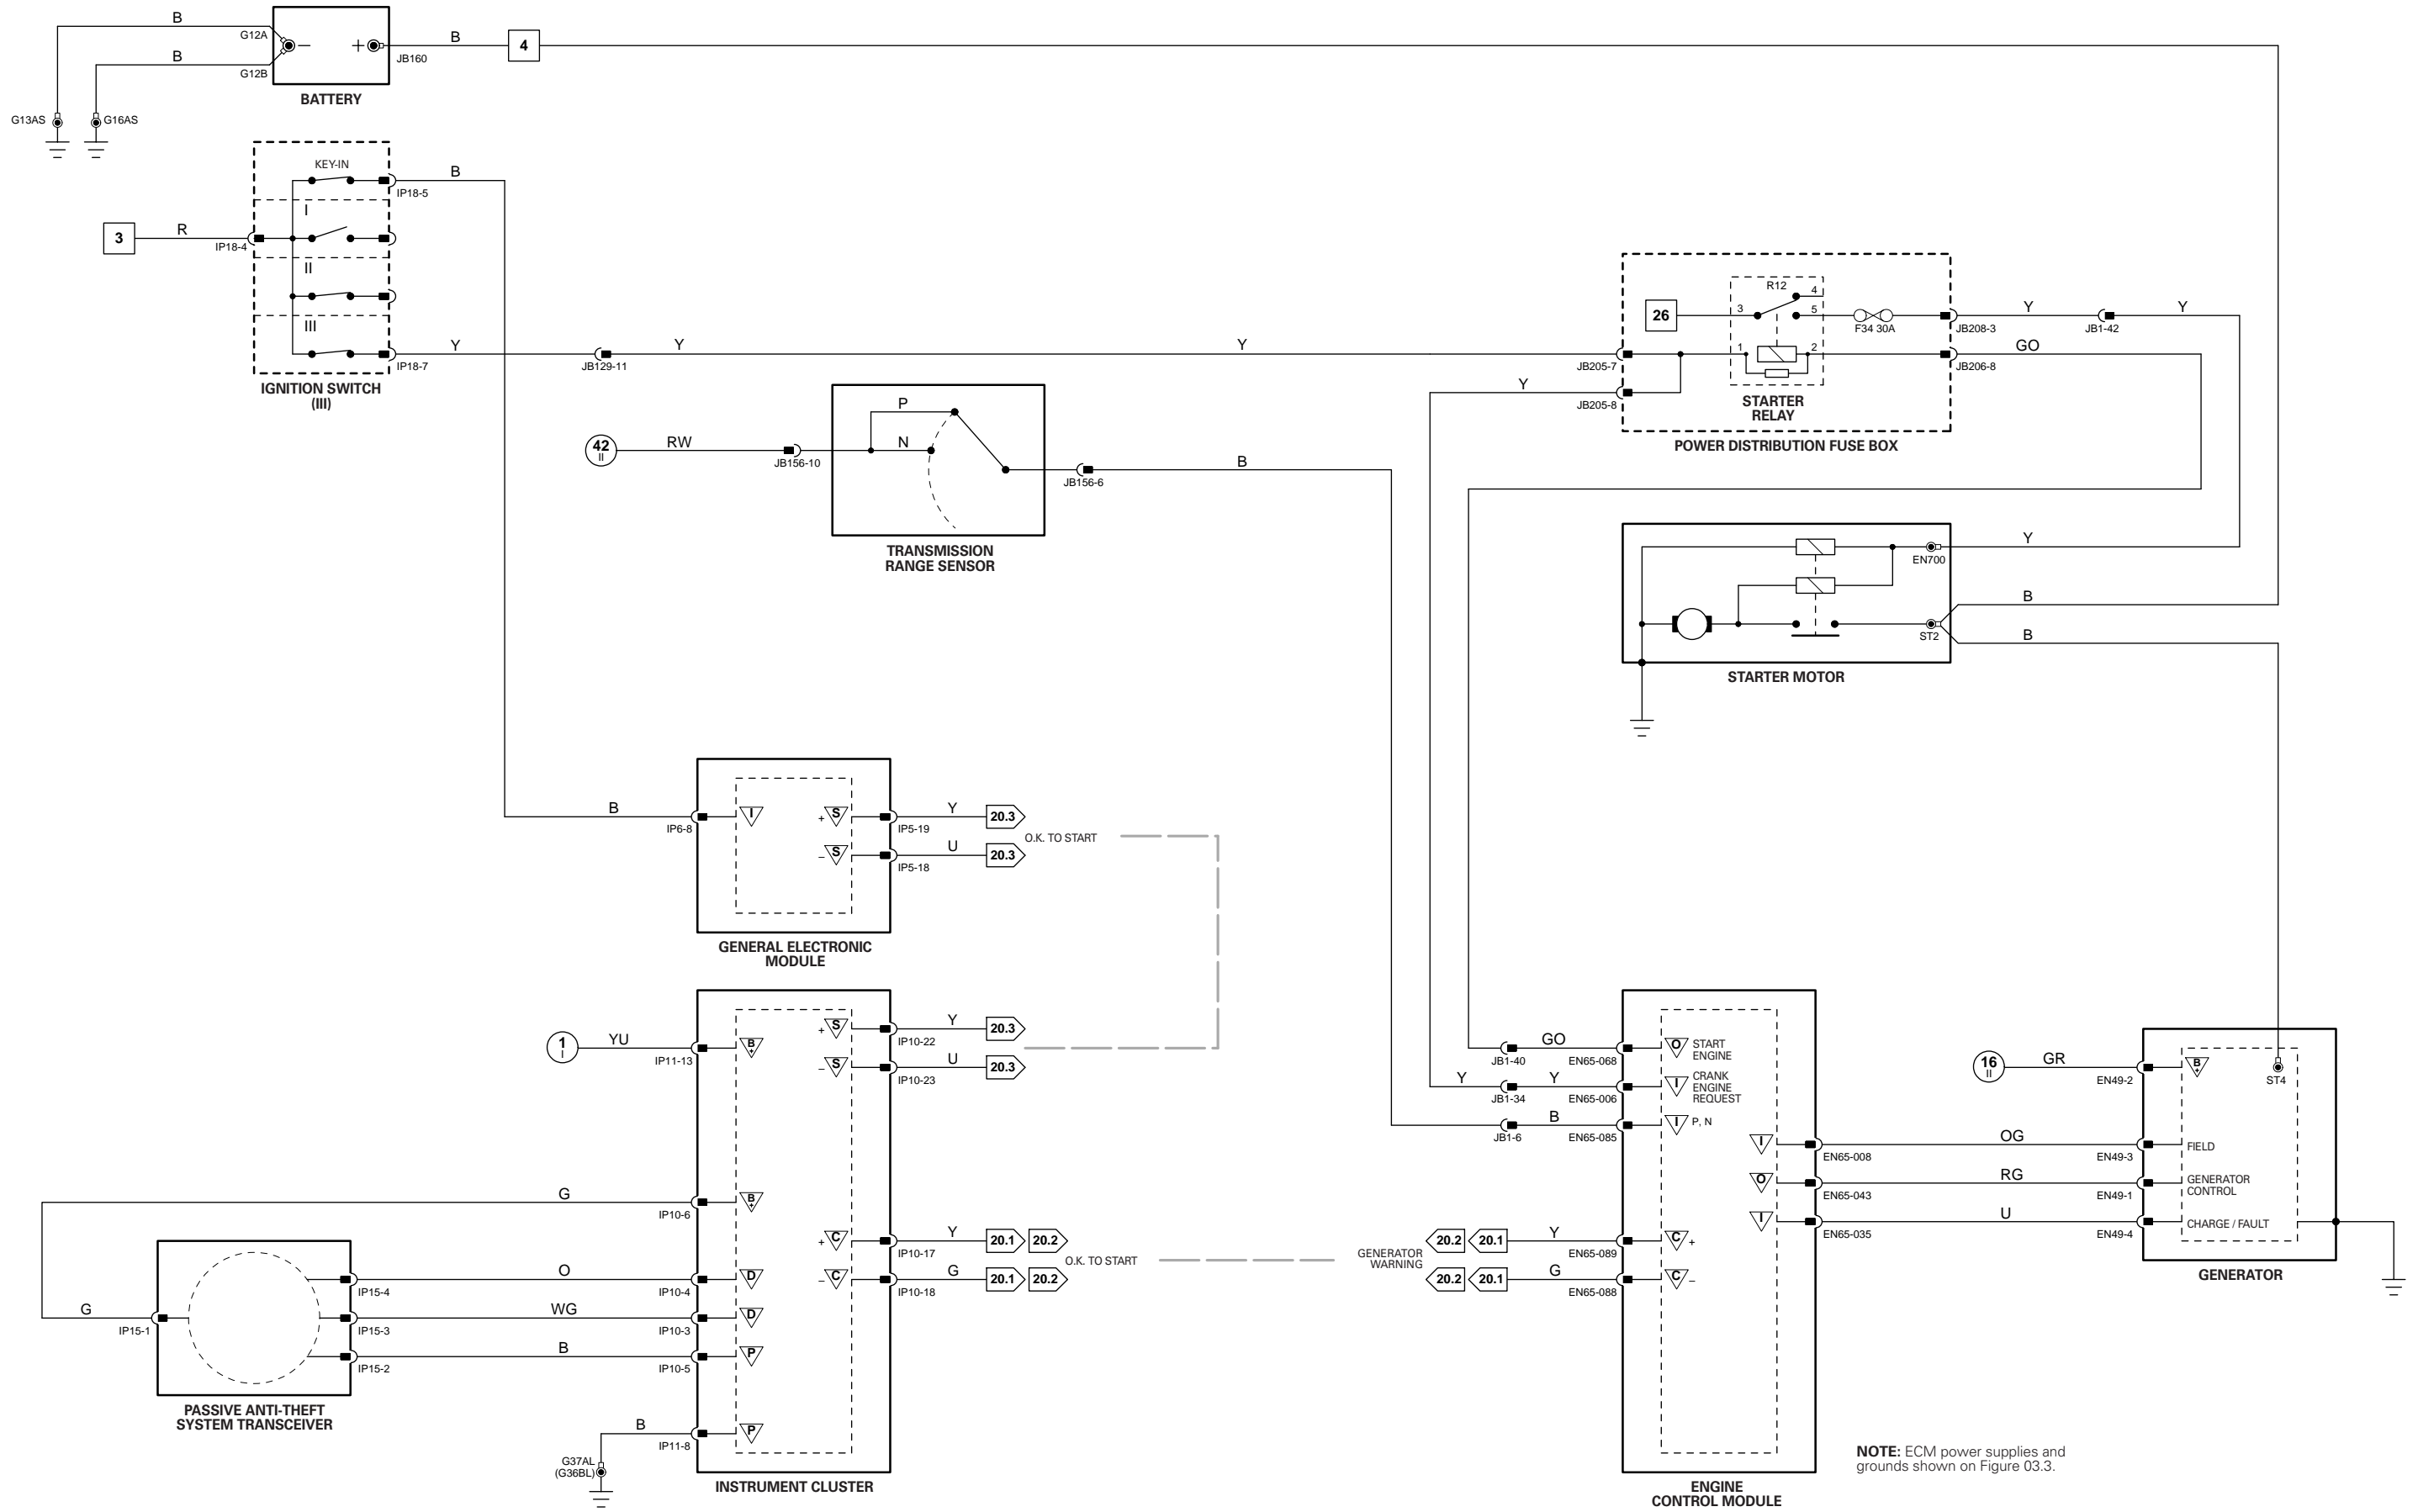 B
G12A
B
G12B
– +
JB160
B
4
BATTERY
G13AS
G16AS
KEY-IN
IP18-5
B
I
3
R
IP18-4
II
III
IP18-7
Y
JB129-11
Y
Y
IGNITION SWITCH
(III)
42
II
RW
JB156-10
P
N
JB156-6
B
TRANSMISSION
RANGE SENSOR
26
R12
3
4
5
1
2
F34 30A
JB208-3
Y
JB1-42
Y
JB205-7
JB206-8
GO
Y
JB205-8
STARTER
RELAY
POWER DISTRIBUTION FUSE BOX
EN700
Y
ST2
B
B
STARTER MOTOR
B
IP6-8
I
+ S
IP5-19
Y
20.3
O.K. TO START
– S
IP5-18
U
20.3
GENERAL ELECTRONIC
MODULE
1
I
YU
IP11-13
B
+
+ S
IP10-22
Y
20.3
– S
IP10-23
U
20.3
G
IP10-6
B
+
+ C
IP10-17
Y
20.1
20.2
O.K. TO START
– C
IP10-18
G
20.1
20.2
O
IP15-4
IP10-4
D
G
IP15-1
WG
IP15-3
IP10-3
D
B
IP15-2
IP10-5
P
PASSIVE ANTI-THEFT
SYSTEM TRANSCEIVER
B
IP11-8
P
G37AL
(G36BL)
INSTRUMENT CLUSTER
JB1-40
GO
EN65-068
O
START
ENGINE
Y
JB1-34
Y
EN65-006
I
CRANK
ENGINE
REQUEST
JB1-6
B
EN65-085
I
P, N
GENERATOR
WARNING
20.2
20.1
Y
EN65-089
C +
20.2
20.1
G
EN65-088
C –
I
EN65-008
OG
EN49-3
FIELD
O
EN65-043
RG
EN49-1
GENERATOR
CONTROL
I
EN65-035
U
EN49-4
CHARGE / FAULT
16
II
GR
EN49-2
B
+
ST4
GENERATOR
ENGINE
CONTROL MODULE
NOTE: ECM power supplies and
grounds shown on Figure 03.3.